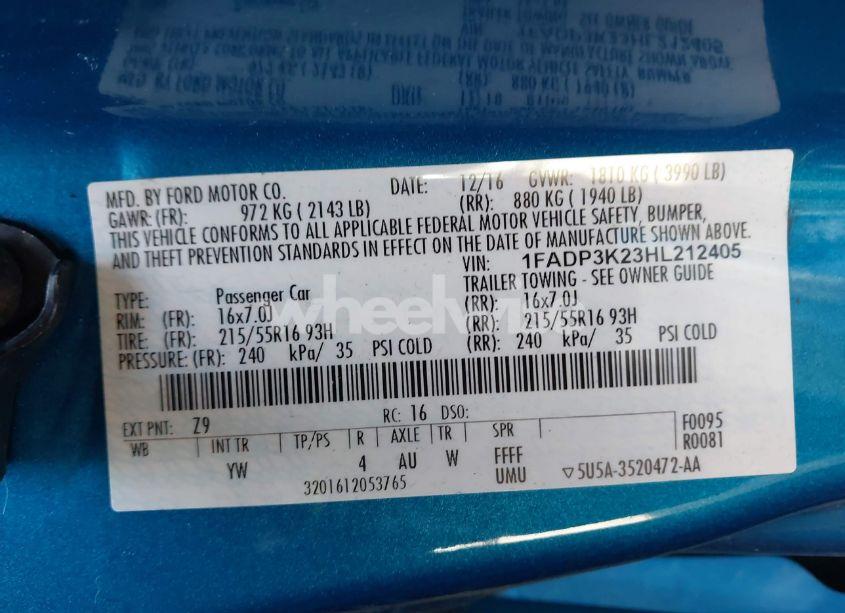 MFD. BY FORD MOTOR CO. DATE: 12/16 GVWR: 1810 KG ( 3990 LB)
GAWR: (FR): 972 KG ( 2143 LB) (RR): 880 KG ( 1940 LB)
THIS VEHICLE CONFORMS TO ALL APPLICABLE FEDERAL MOTOR VEHICLE SAFETY, BUMPER,
AND THEFT PREVENTION STANDARDS IN EFFECT ON THE DATE OF MANUFACTURE SHOWN ABOVE.
VIN: 1FADP3K23HL212405
TYPE: Passenger Car TRAILER TOWING - SEE OWNER GUIDE
RIM: (FR): 16x7.0J (RR): 16x7.0J
TIRE: (FR): 215/55R16 93H (RR): 215/55R16 93H
PRESSURE: (FR): 240 kPa/ 35 PSI COLD (RR): 240 kPa/ 35 PSI COLD
EXT PNT: Z9 RC: 16 DSO: F0095
WB INT TR TP/PS R AXLE TR SPR R0081
YW 4 AU W FFFF
UMU
3201612053765 ▽5U5A-3520472-AA